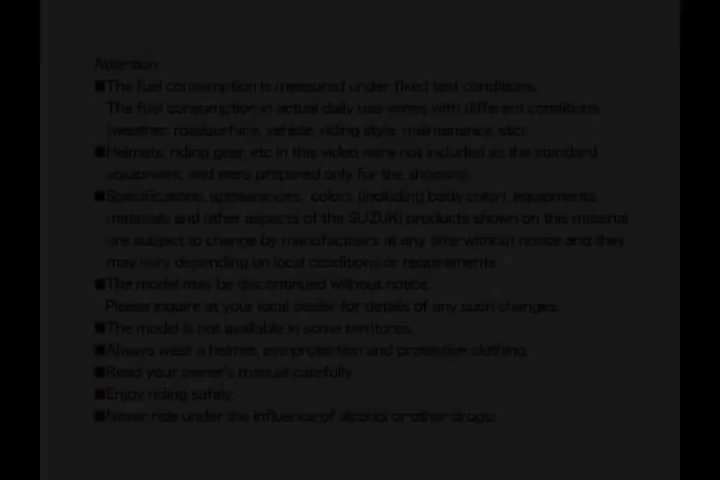 Attention
■The fuel consumption is measured under fixed test conditions.
The fuel consumption in actual daily use varies with different conditions.
(weather, roadsurface, vehicle, riding style, maintenance, etc)
■Helmets, riding gear, etc in this video were not included as the standard
equipment, and were prepared only for the shooting.
■Specifications, appearances, colors (including body color), equipments,
materials and other aspects of the SUZUKI products shown on this material
are subject to change by manufacturers at any time without notice and they
may vary depending on local conditions or requirements.
■The model may be discontinued without notice.
Please inquire at your local dealer for details of any such changes.
■The model is not available in some territories.
■Always wear a helmet, eye protection and protective clothing.
■Read your owner's manual carefully.
■Enjoy riding safely.
■Never ride under the influence of alcohol or other drugs.